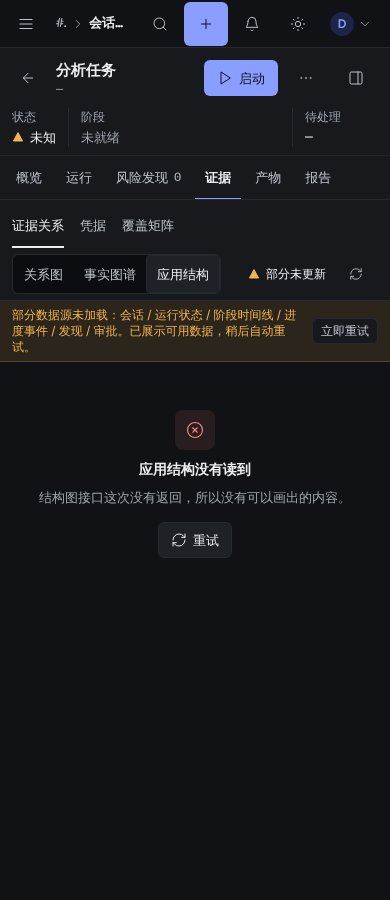 #. > 会话… D
分析任务
–
启动
状态 阶段 待处理
未知 未就绪 –
概览 运行 风险发现 0 证据 产物 报告
证据关系 凭据 覆盖矩阵
关系图 事实图谱 应用结构 部分未更新
部分数据源未加载：会话 / 运行状态 / 阶段时间线 / 进
度事件 / 发现 / 审批。已展示可用数据，稍后自动重
试。
立即重试
应用结构没有读到
结构图接口这次没有返回，所以没有可以画出的内容。
重试